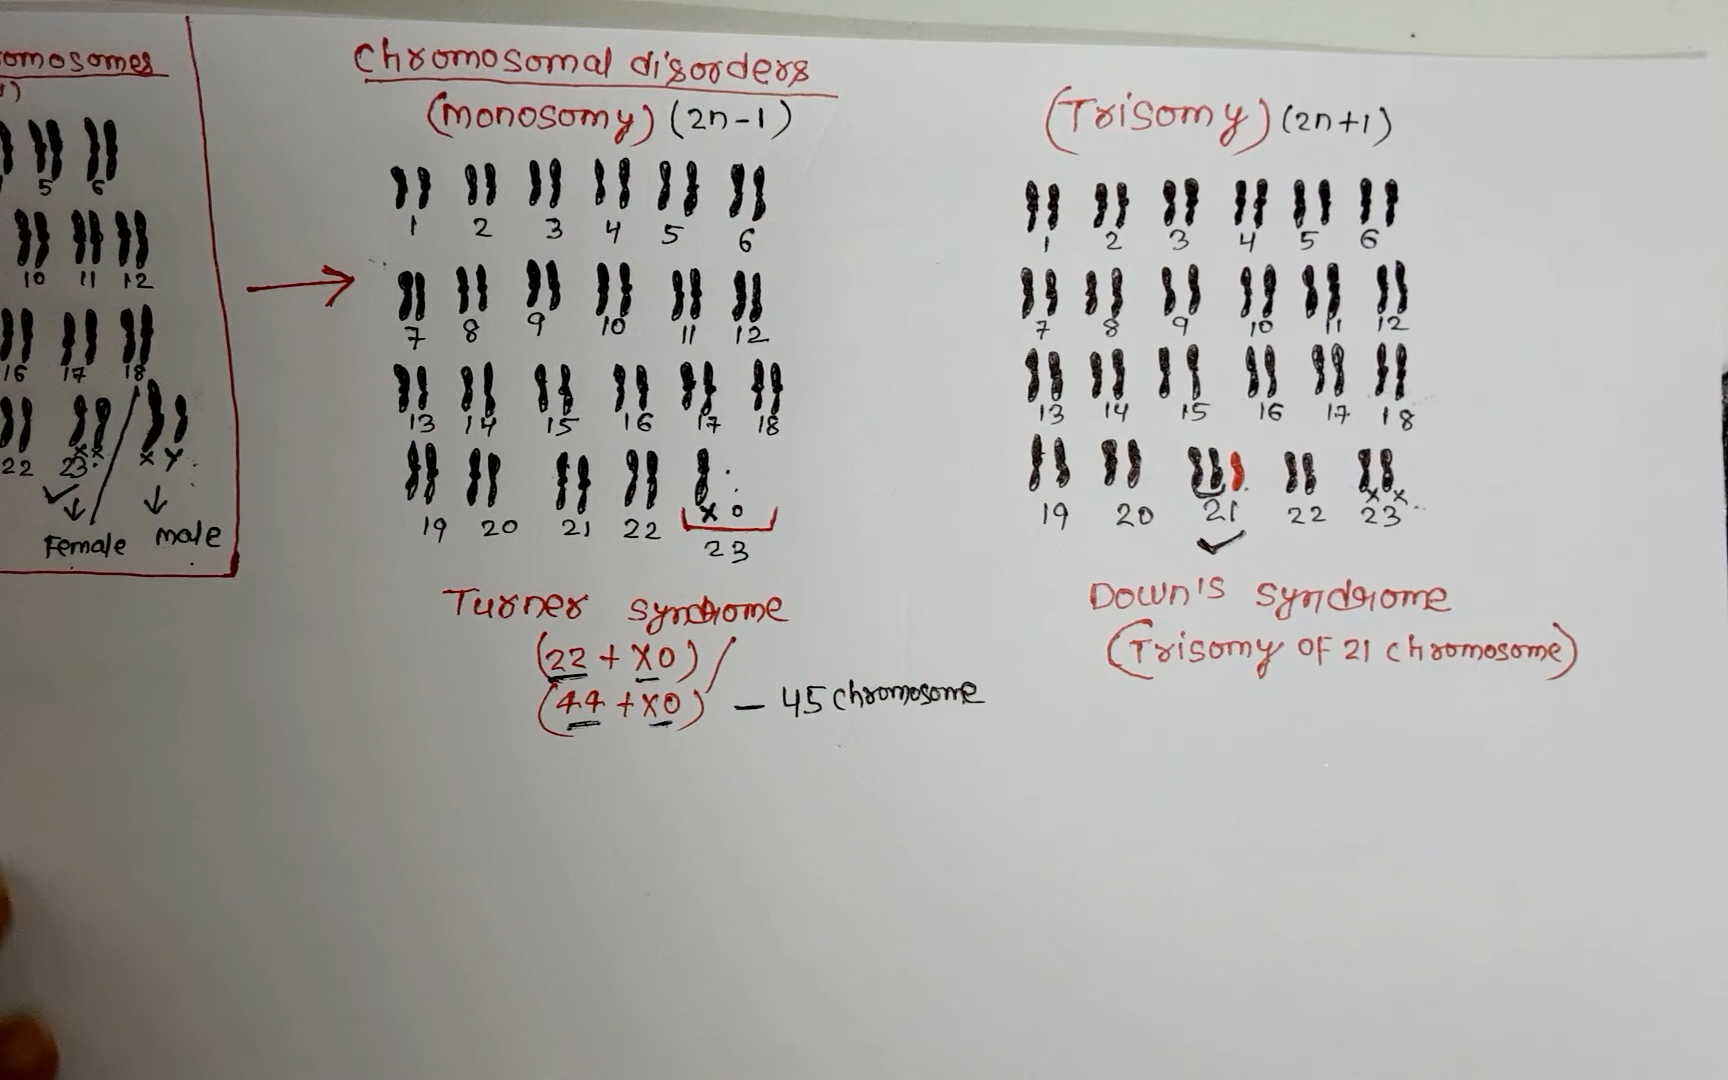 omosomes
5 6
10 11 12
16 17 18
22 23 xx xy
Female male
Chromosomal disorders
(monosomy) (2n-1)
1 2 3 4 5 6
7 8 9 10 11 12
13 14 15 16 17 18
19 20 21 22 x0
23
Turner syndrome
(22 + x0) /
(44 + x0) - 45 chromosome
(Trisomy) (2n+1)
1 2 3 4 5 6
7 8 9 10 11 12
13 14 15 16 17 18
19 20 21 22 xx
23
Down's syndrome
(Trisomy of 21 chromosome)